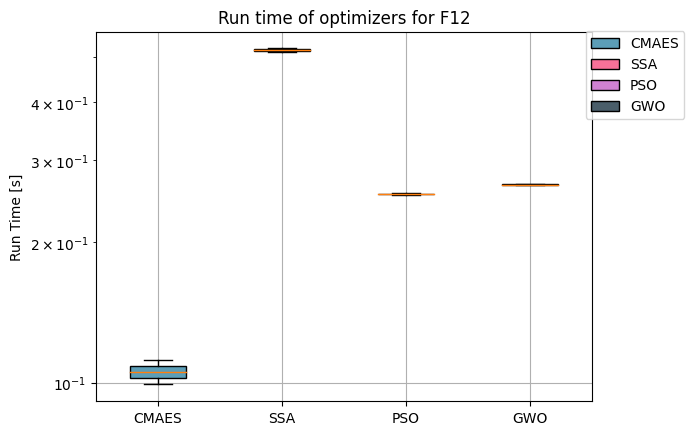 Run time of optimizers for F12
CMAES
SSA
PSO
GWO
4 × 10⁻¹
3 × 10⁻¹
2 × 10⁻¹
10⁻¹
Run Time [s]
CMAES SSA PSO GWO